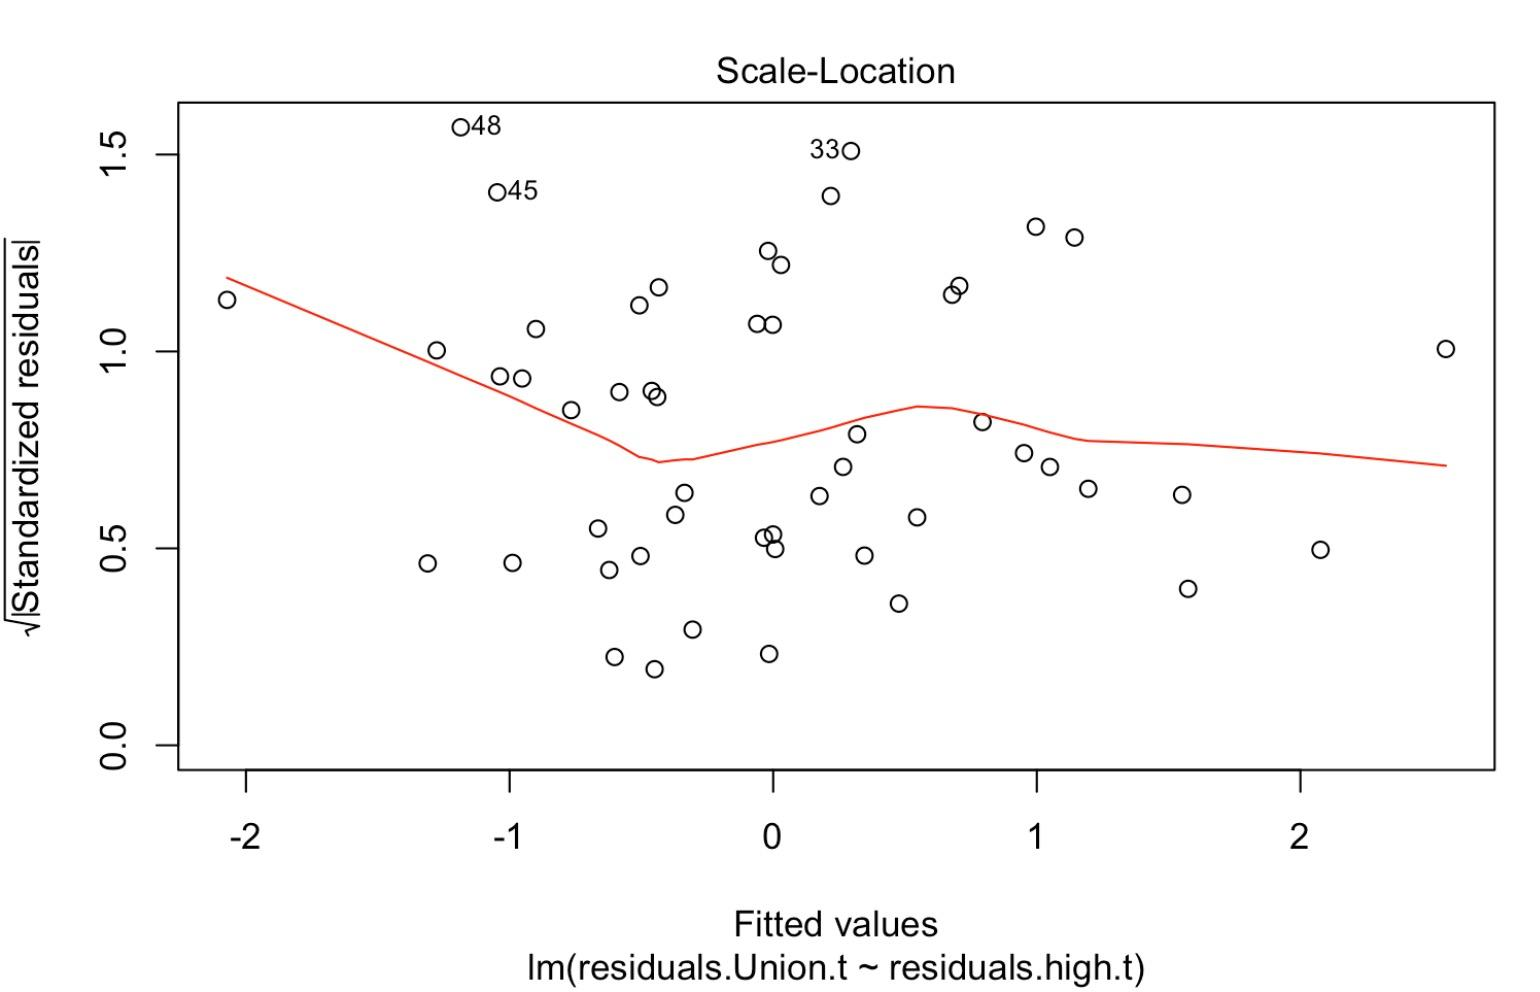 Scale-Location
48
33
45
1.5
1.0
0.5
0.0
√|Standardized residuals|
-2 -1 0 1 2
Fitted values
lm(residuals.Union.t ~ residuals.high.t)